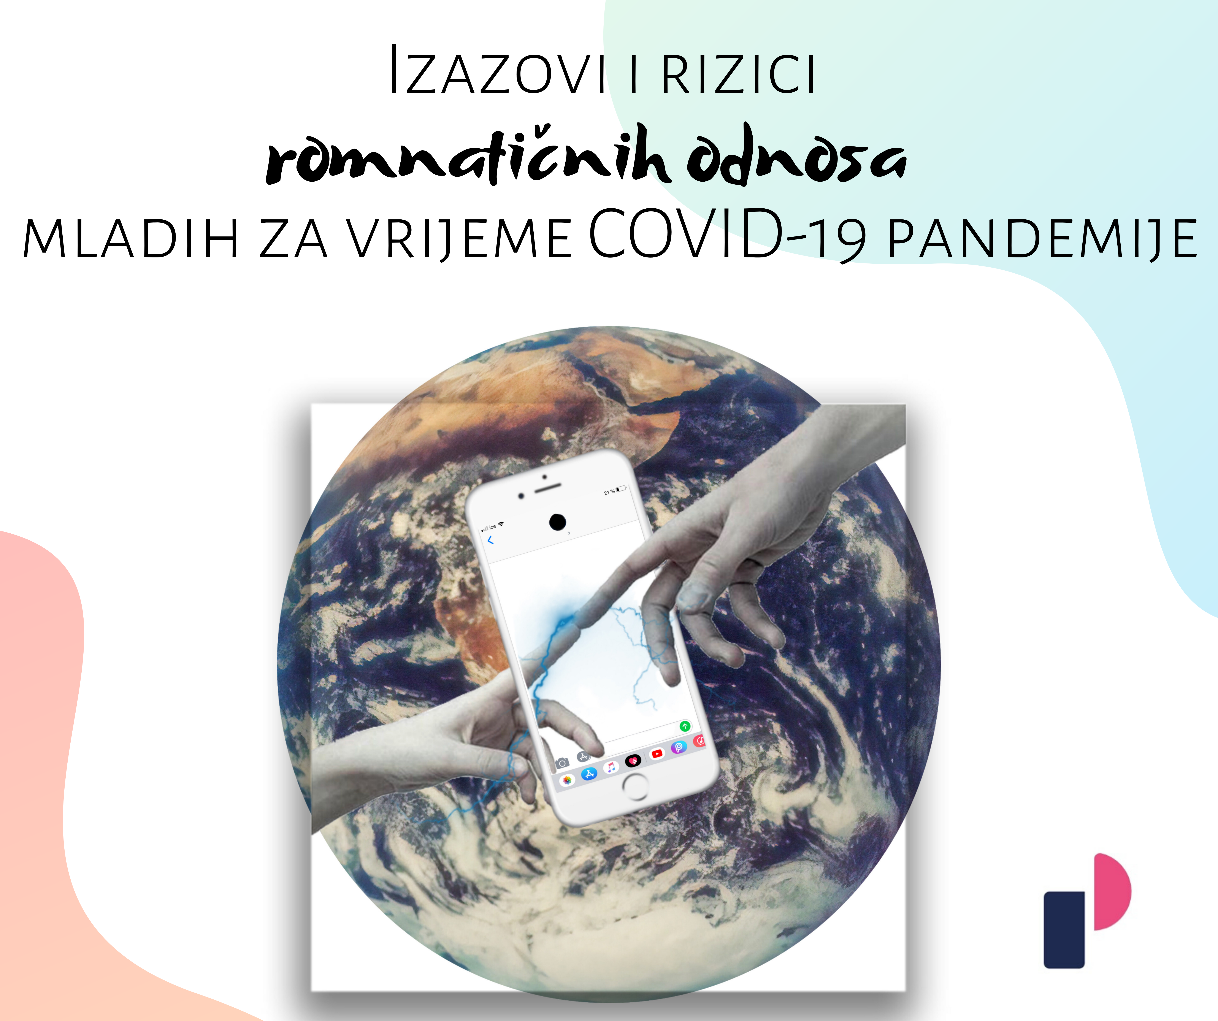 Izazovi i rizici
romnatičnih odnosa
mladih za vrijeme COVID-19 pandemije